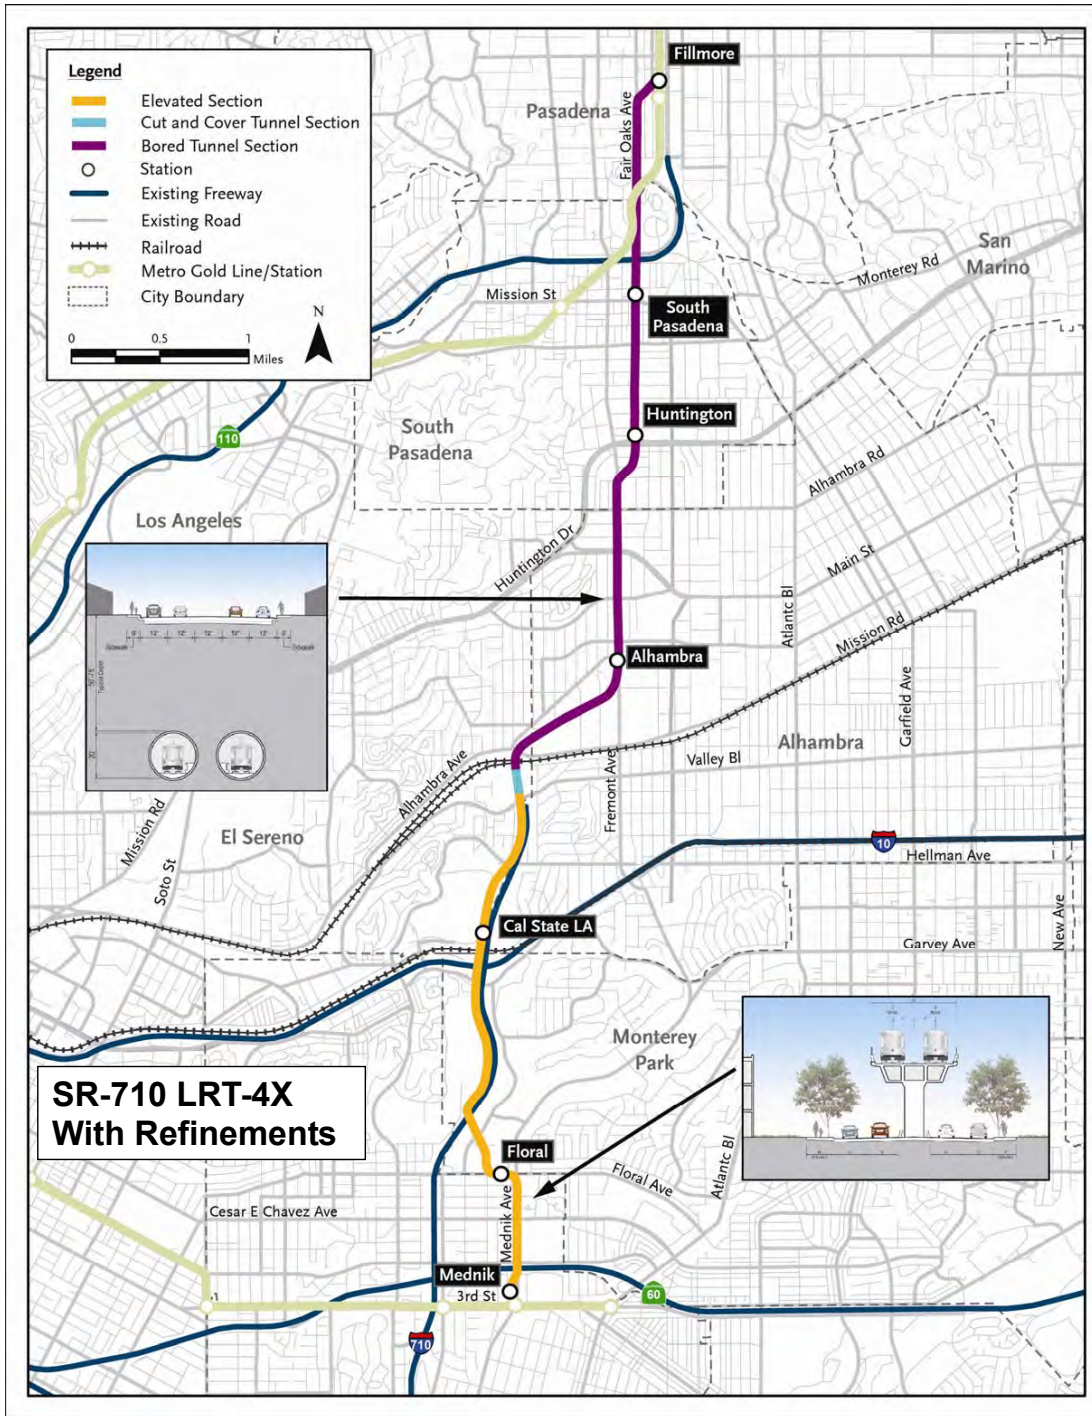 Legend
Elevated Section
Cut and Cover Tunnel Section
Bored Tunnel Section
Station
Existing Freeway
Existing Road
Railroad
Metro Gold Line/Station
City Boundary
0 0.5 1
Miles
N
Fillmore
Pasadena
Fair Oaks Ave
San
Marino
Monterey Rd
Mission St
South
Pasadena
Huntington
South
Pasadena
110
Alhambra Rd
Los Angeles
Huntington Dr
Main St
Atlantc Bl
Mission Rd
Alhambra
Garfield Ave
Alhambra
Valley Bl
Fremont Ave
Alhambra Ave
Mission Rd
El Sereno
Soto St
10
Hellman Ave
Cal State LA
Garvey Ave
New Ave
Monterey
Park
SR-710 LRT-4X
With Refinements
Floral
Floral Ave
Atlantc Bl
Cesar E Chavez Ave
Mednik Ave
Mednik
3rd St
60
710